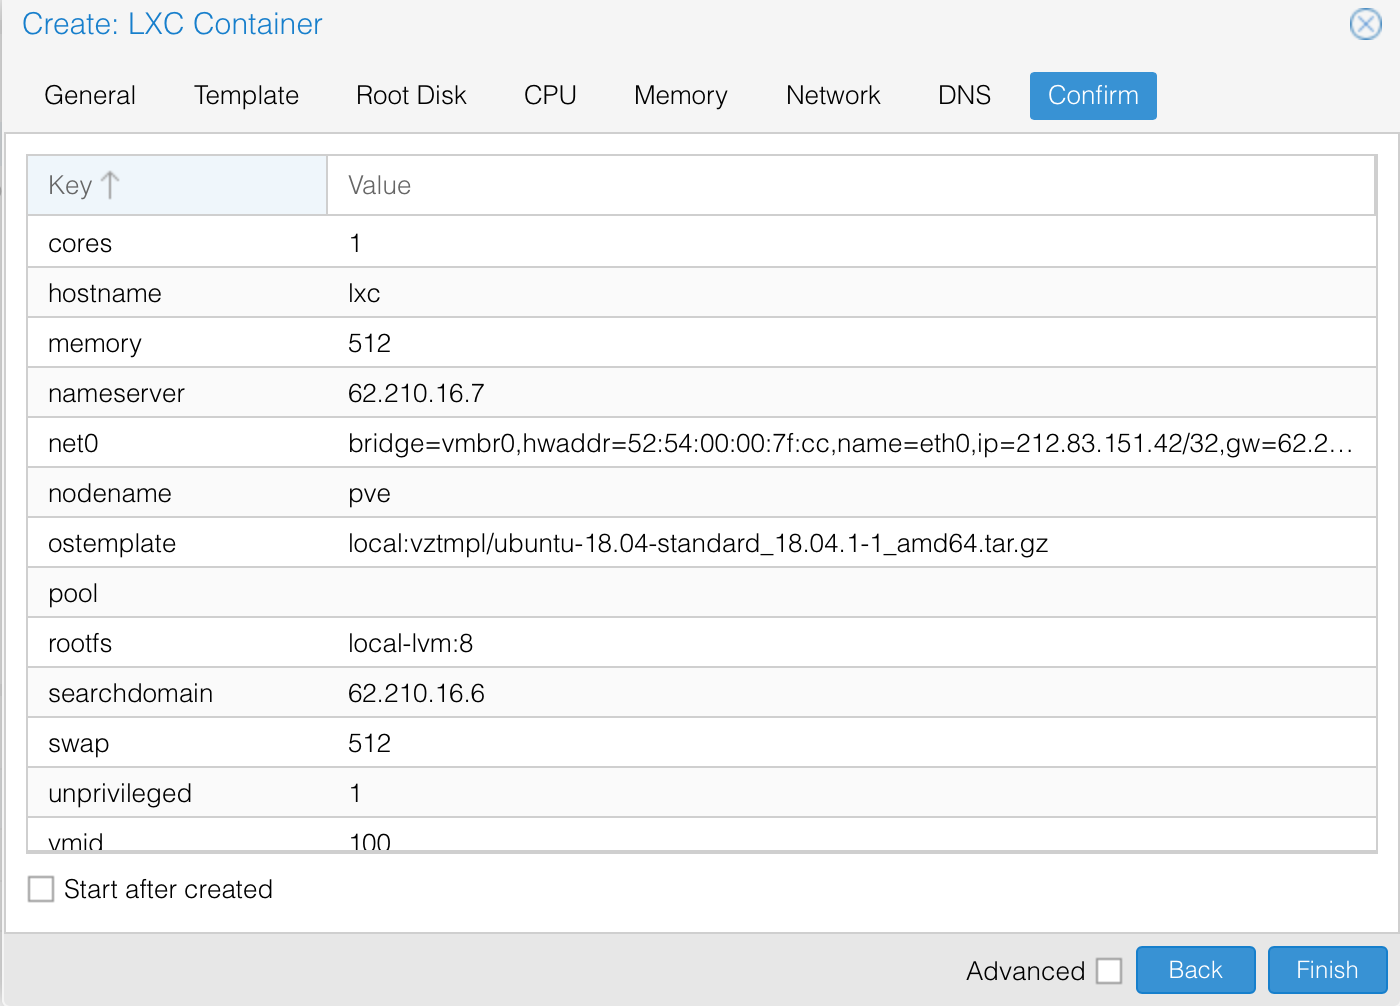 Create: LXC Container
General Template Root Disk CPU Memory Network DNS Confirm
Key Value
cores 1
hostname lxc
memory 512
nameserver 62.210.16.7
net0 bridge=vmbr0,hwaddr=52:54:00:00:7f:cc,name=eth0,ip=212.83.151.42/32,gw=62.2...
nodename pve
ostemplate local:vztmpl/ubuntu-18.04-standard_18.04.1-1_amd64.tar.gz
pool
rootfs local-lvm:8
searchdomain 62.210.16.6
swap 512
unprivileged 1
vmid 100
Start after created
Advanced Back Finish